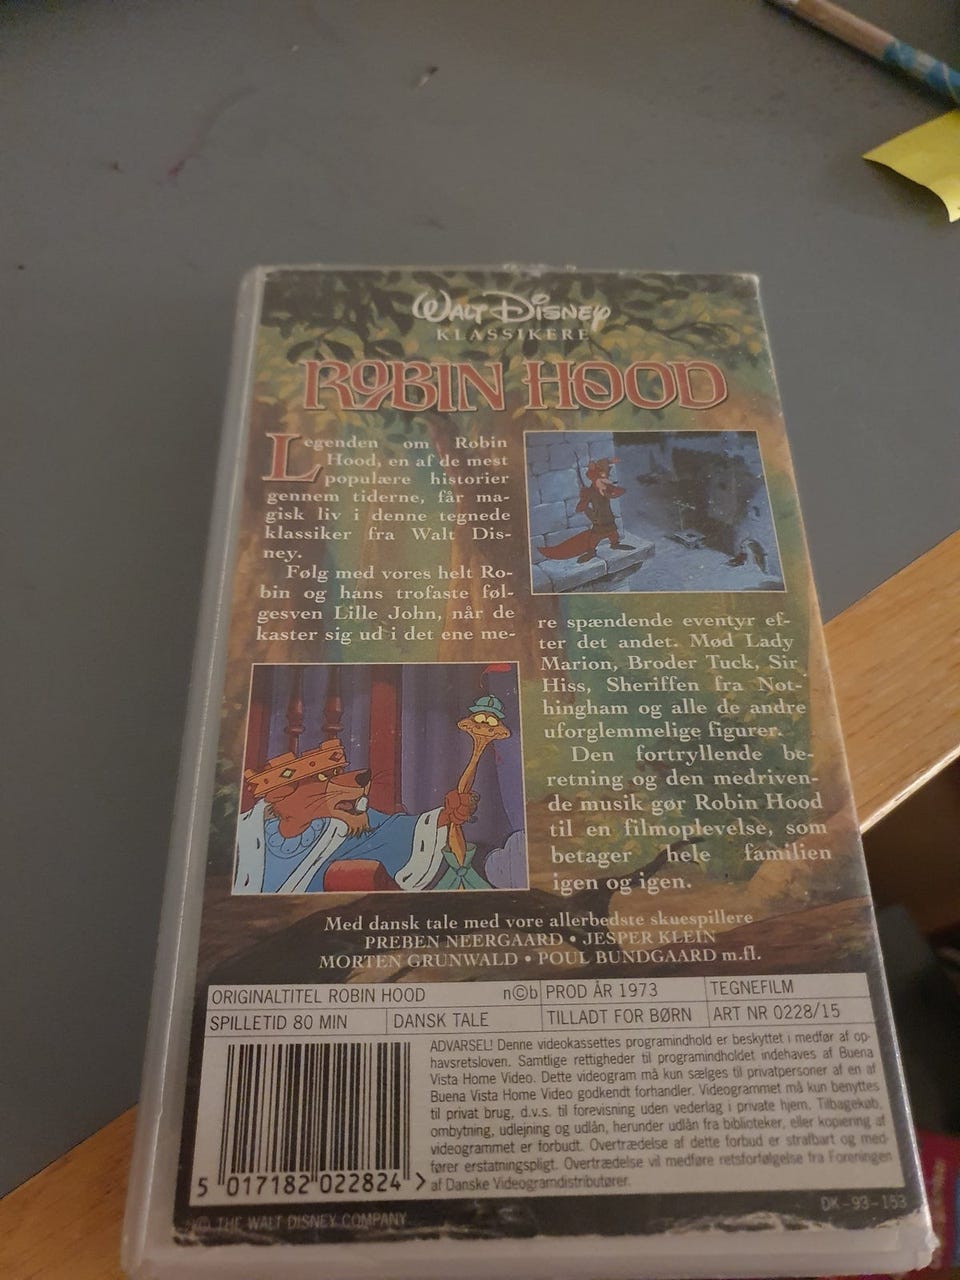 WALT DISNEY
KLASSIKERE
ROBIN HOOD
Legenden om Robin
Hood, en af de mest
populære historier
gennem tiderne, får ma-
gisk liv i denne tegnede
klassiker fra Walt Dis-
ney.
Følg med vores helt Ro-
bin og hans trofaste føl-
gesven Lille John, når de
kaster sig ud i det ene me-
re spændende eventyr ef-
ter det andet. Mød Lady
Marion, Broder Tuck, Sir
Hiss, Sheriffen fra Not-
hingham og alle de andre
uforglemmelige figurer.
Den fortryllende be-
retning og den medriven-
de musik gør Robin Hood
til en filmoplevelse, som
betager hele familien
igen og igen.
Med dansk tale med vore allerbedste skuespillere
PREBEN NEERGAARD • JESPER KLEIN
MORTEN GRUNWALD • POUL BUNDGAARD m.fl.
ORIGINALTITEL ROBIN HOOD n©b PROD ÅR 1973 TEGNEFILM
SPILLETID 80 MIN DANSK TALE TILLADT FOR BØRN ART NR 0228/15
ADVARSEL! Denne videokassettes programindhold er beskyttet i medfør af op-
havsretsloven. Samtlige rettigheder til programindholdet indehaves af Buena
Vista Home Video. Dette videogram må kun sælges til privatpersoner af en af
Buena Vista Home Video godkendt forhandler. Videogrammet må kun benyttes
til privat brug, d.v.s. til forevisning uden vederlag i private hjem. Tilbagekøb,
ombytning, udlejning og udlån, herunder udlån fra biblioteker, eller kopiering af
videogrammet er forbudt. Overtrædelse af dette forbud er strafbart og med-
fører erstatningspligt. Overtrædelse vil medføre retsforfølgelse fra Foreningen
af Danske Videogramdistributører.
5 017182 022824 >
DK-93-153
© THE WALT DISNEY COMPANY